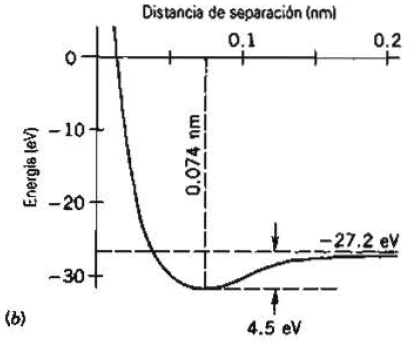 Distancia de separación (nm)
0.1
0.2
0
−10
−20
−30
Energía (eV)
0.074 nm
−27.2 eV
4.5 eV
(b)